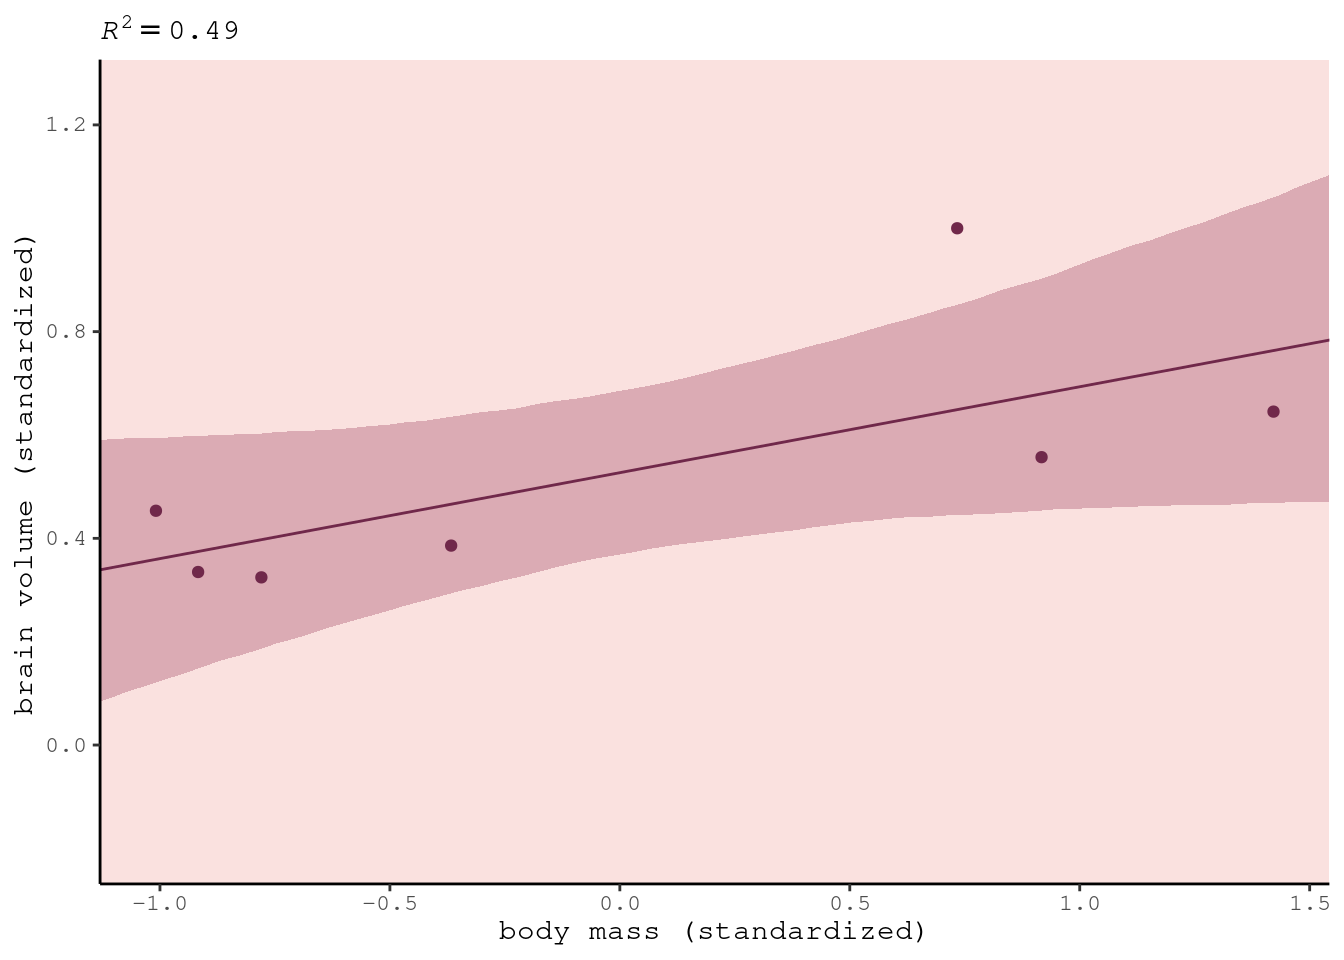 R² = 0.49
1.2
0.8
0.4
0.0
brain volume (standardized)
−1.0 −0.5 0.0 0.5 1.0 1.5
body mass (standardized)